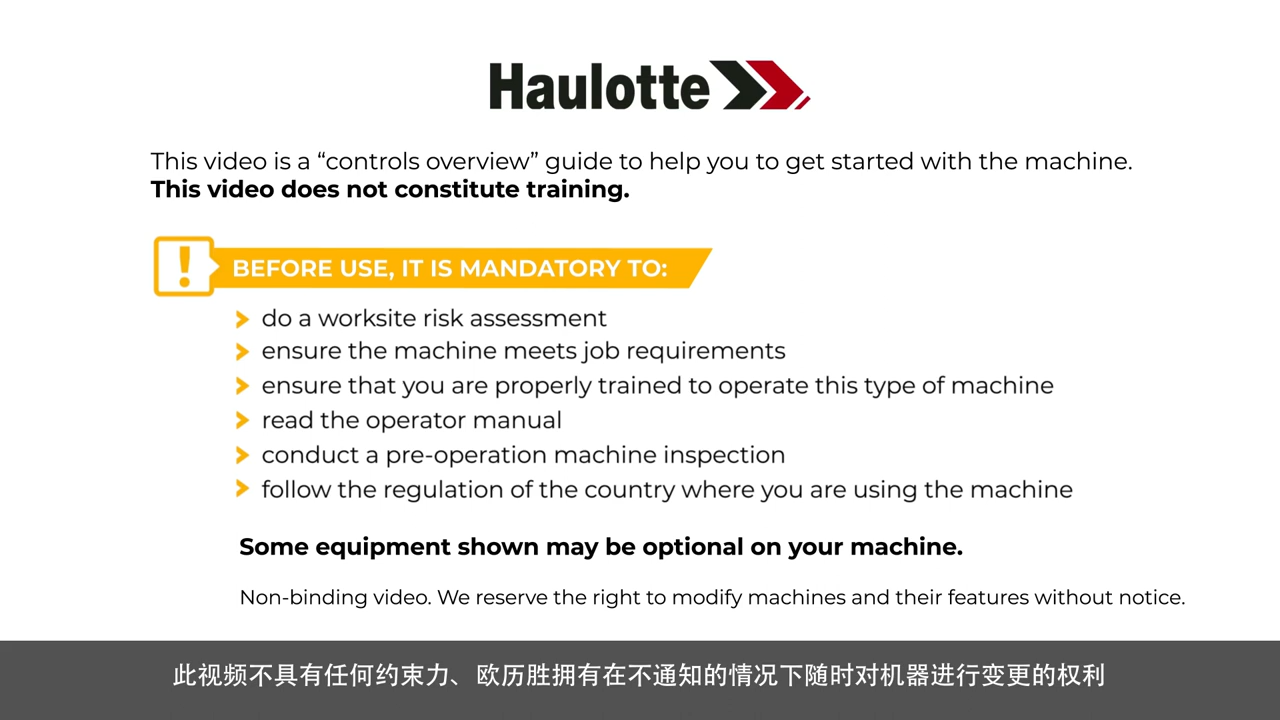 Haulotte
This video is a “controls overview” guide to help you to get started with the machine.
This video does not constitute training.
!
BEFORE USE, IT IS MANDATORY TO:
do a worksite risk assessment
ensure the machine meets job requirements
ensure that you are properly trained to operate this type of machine
read the operator manual
conduct a pre-operation machine inspection
follow the regulation of the country where you are using the machine
Some equipment shown may be optional on your machine.
Non-binding video. We reserve the right to modify machines and their features without notice.
此视频不具有任何约束力、欧历胜拥有在不通知的情况下随时对机器进行变更的权利